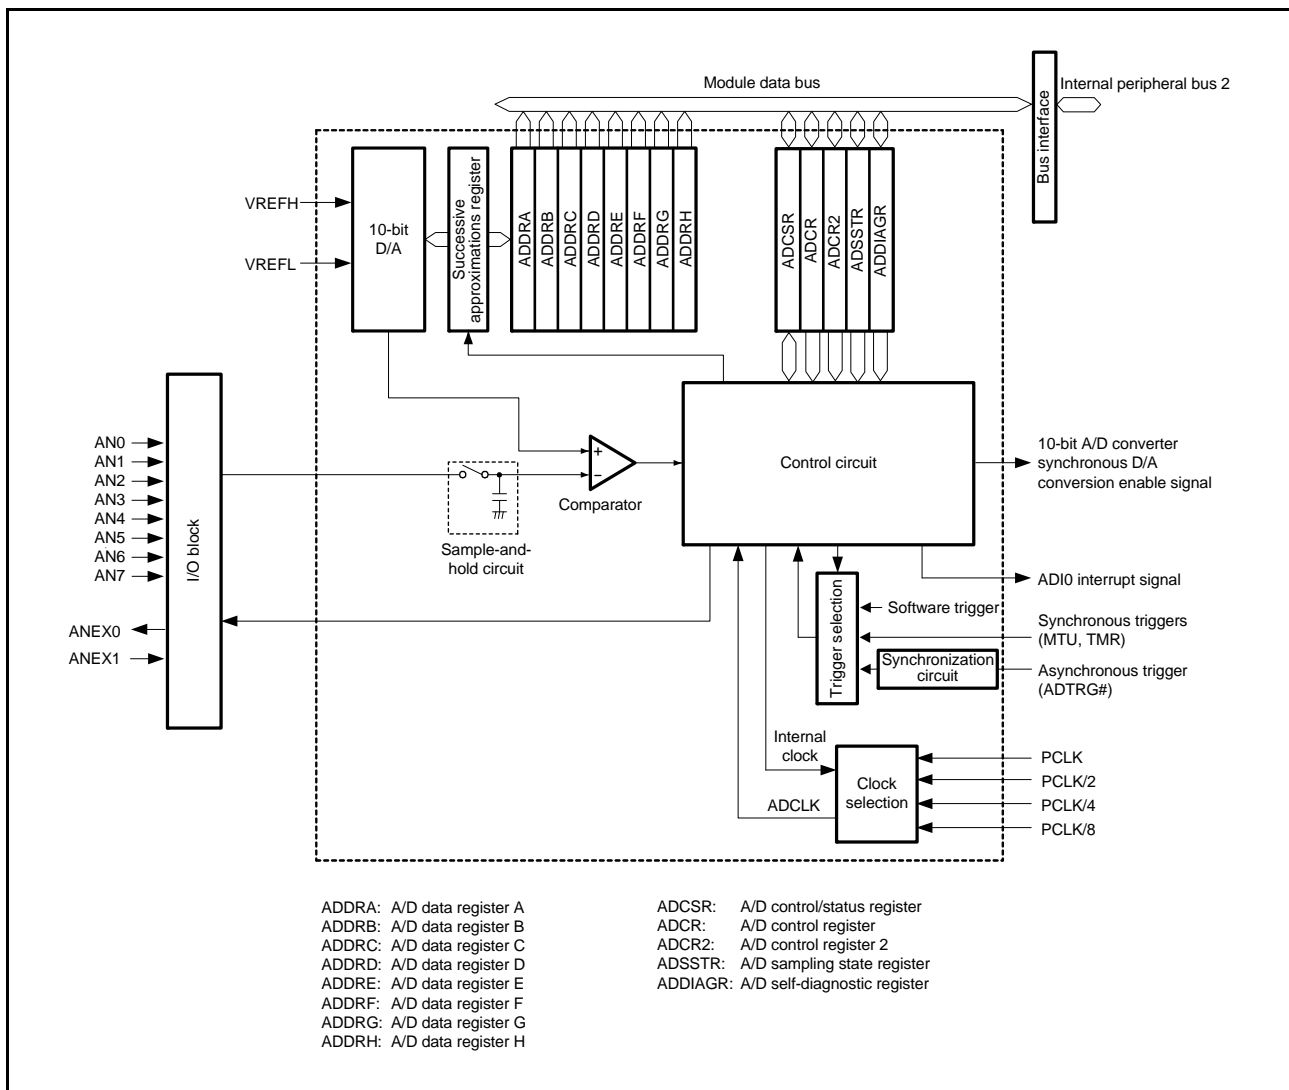 Module data bus
Internal peripheral bus 2
Bus interface
VREFH
VREFL
10-bit
D/A
Successive
approximations register
ADDRA
ADDRB
ADDRC
ADDRD
ADDRE
ADDRF
ADDRG
ADDRH
ADCSR
ADCR
ADCR2
ADSSTR
ADDIAGR
AN0
AN1
AN2
AN3
AN4
AN5
AN6
AN7
ANEX0
ANEX1
I/O block
+
−
Comparator
Sample-and-
hold circuit
Control circuit
10-bit A/D converter
synchronous D/A
conversion enable signal
ADI0 interrupt signal
Trigger selection
Software trigger
Synchronous triggers
(MTU, TMR)
Synchronization
circuit
Asynchronous trigger
(ADTRG#)
Internal
clock
ADCLK
Clock
selection
PCLK
PCLK/2
PCLK/4
PCLK/8
ADDRA: A/D data register A
ADDRB: A/D data register B
ADDRC: A/D data register C
ADDRD: A/D data register D
ADDRE: A/D data register E
ADDRF: A/D data register F
ADDRG: A/D data register G
ADDRH: A/D data register H
ADCSR: A/D control/status register
ADCR: A/D control register
ADCR2: A/D control register 2
ADSSTR: A/D sampling state register
ADDIAGR: A/D self-diagnostic register